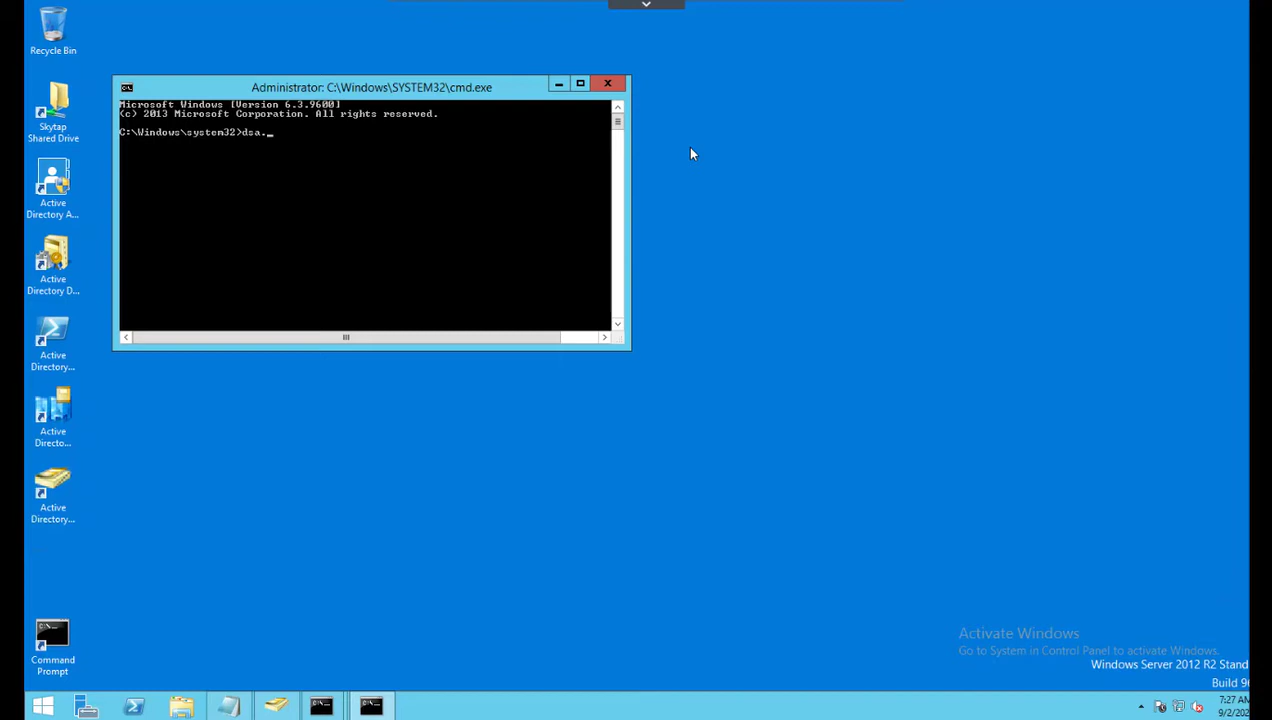 Recycle Bin
Skytap
Shared Drive
Active
Directory A...
Active
Directory D...
Active
Directory...
Active
Directo...
Active
Directory...
Command
Prompt
Administrator: C:\Windows\SYSTEM32\cmd.exe
Microsoft Windows [Version 6.3.9600]
(c) 2013 Microsoft Corporation. All rights reserved.
C:\Windows\system32>dsa._
Activate Windows
Go to System in Control Panel to activate Windows.
Windows Server 2012 R2 Stand
Build 96
7:27 AM
9/2/20